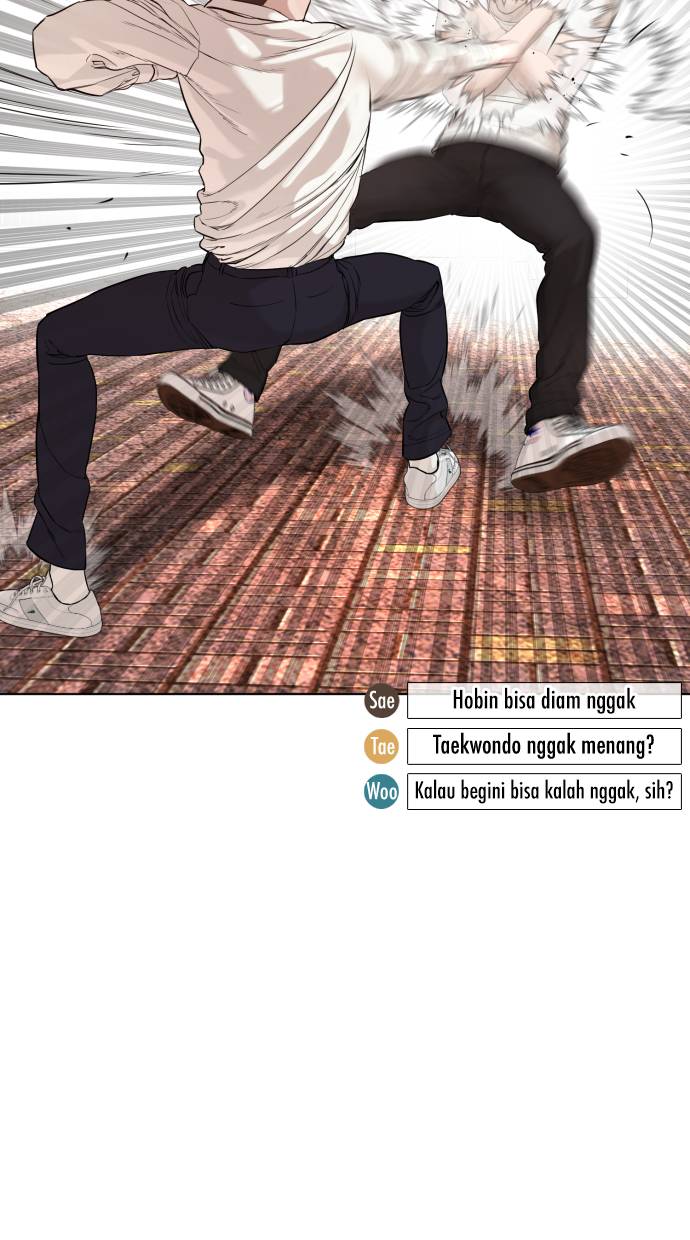 Sae Hobin bisa diam nggak
Tae Taekwondo nggak menang?
Woo Kalau begini bisa kalah nggak, sih?